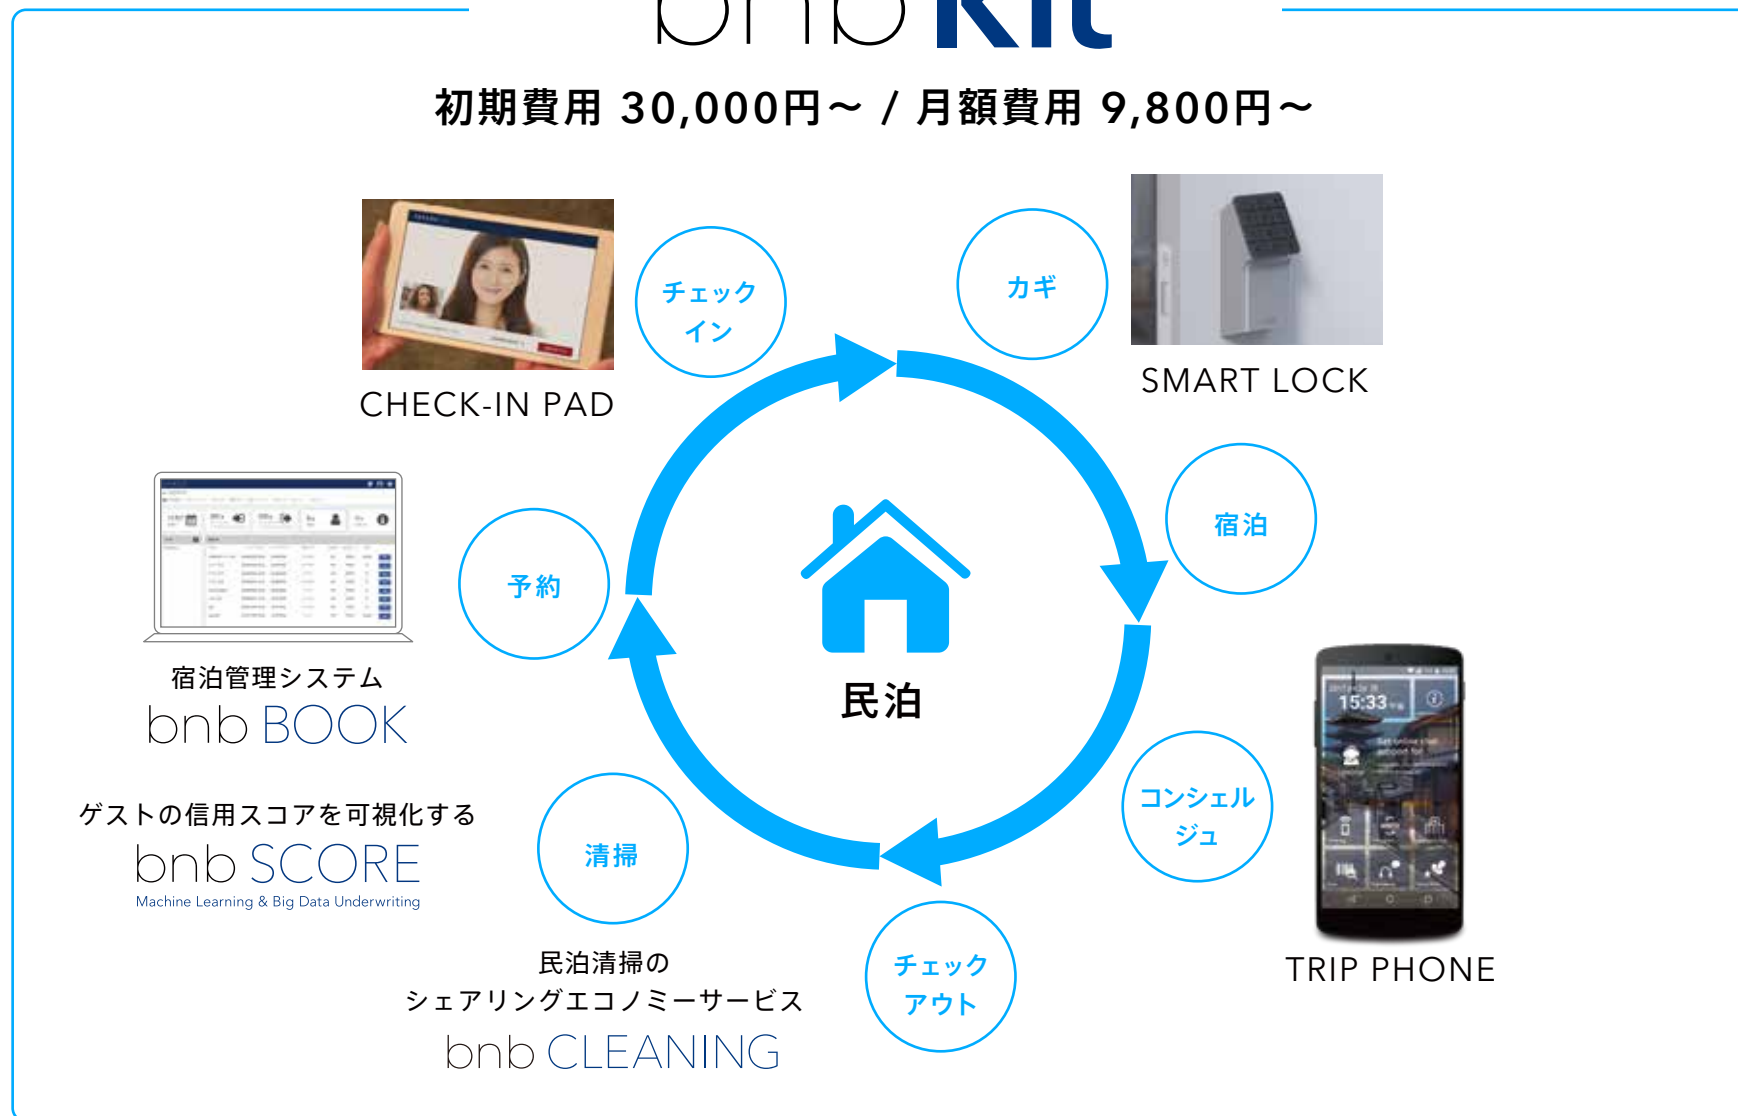 bnb Kit
初期費用 30,000円〜 / 月額費用 9,800円〜
チェック
イン
カギ
CHECK-IN PAD
SMART LOCK
宿泊
予約
宿泊管理システム
bnb BOOK
民泊
15:33
コンシェル
ジュ
ゲストの信用スコアを可視化する
bnb SCORE
Machine Learning & Big Data Underwriting
清掃
チェック
アウト
TRIP PHONE
民泊清掃の
シェアリングエコノミーサービス
bnb CLEANING